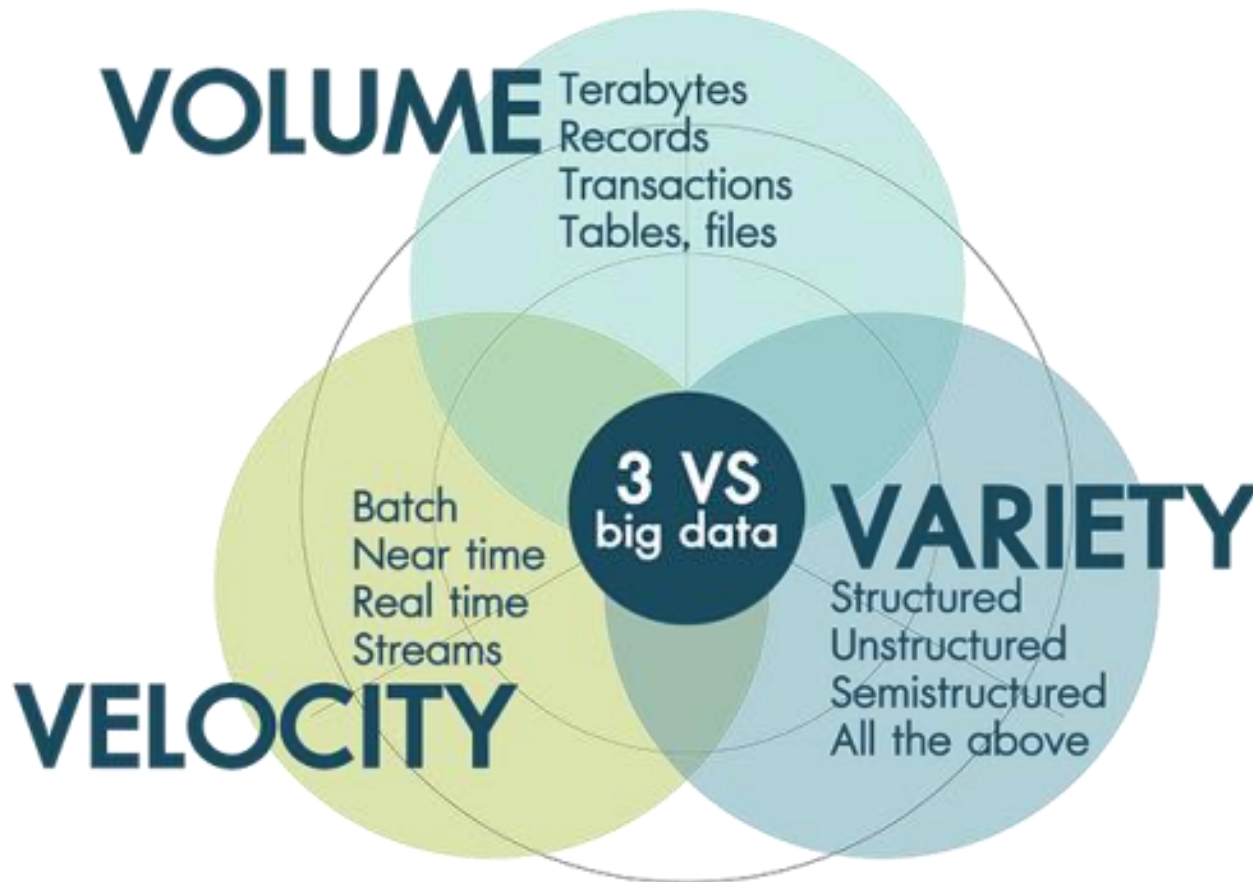 VOLUME
Terabytes
Records
Transactions
Tables, files
3 VS
big data
Batch
Near time
Real time
Streams
VELOCITY
VARIETY
Structured
Unstructured
Semistructured
All the above